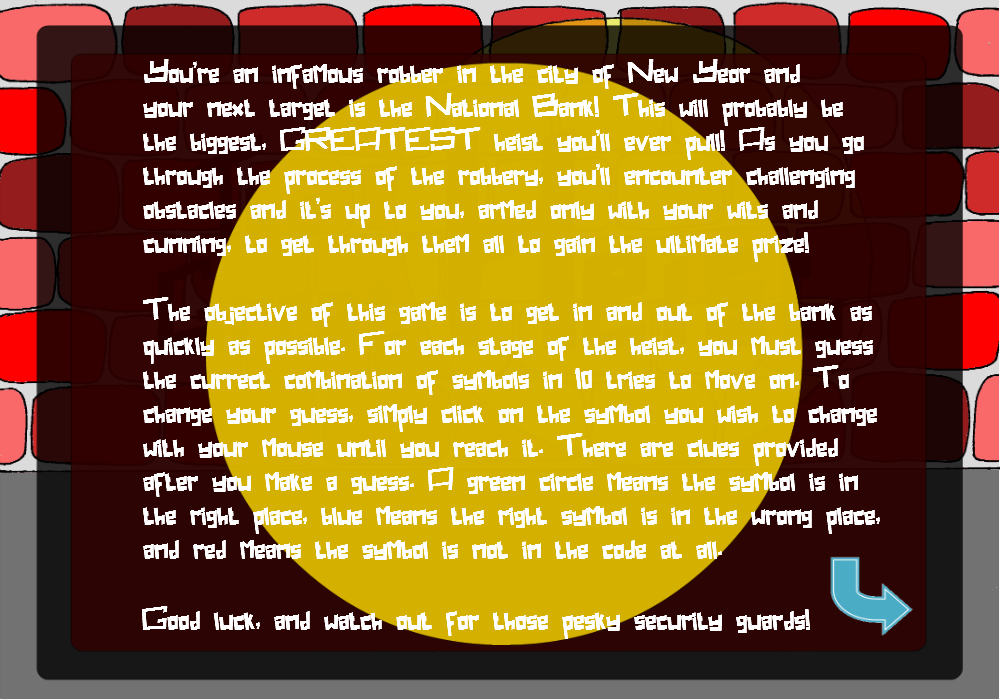 You're an infamous robber in the city of New Yeor and
your next target is the National Bank! This will probably be
the biggest, GREATEST heist you'll ever pull! As you go
through the process of the robbery, you'll encounter challenging
obstacles and it's up to you, armed only with your wits and
cunning, to get through them all to gain the ultimate prize!
The objective of this game is to get in and out of the bank as
quickly as possible. For each stage of the heist, you must guess
the currect combination of symbols in 10 tries to move on. To
change your guess, simply click on the symbol you wish to change
with your mouse until you reach it. There are clues provided
after you make a guess. A green circle means the symbol is in
the right place, blue means the right symbol is in the wrong place,
and red means the symbol is not in the code at all.
Good luck, and watch out for those pesky security guards!